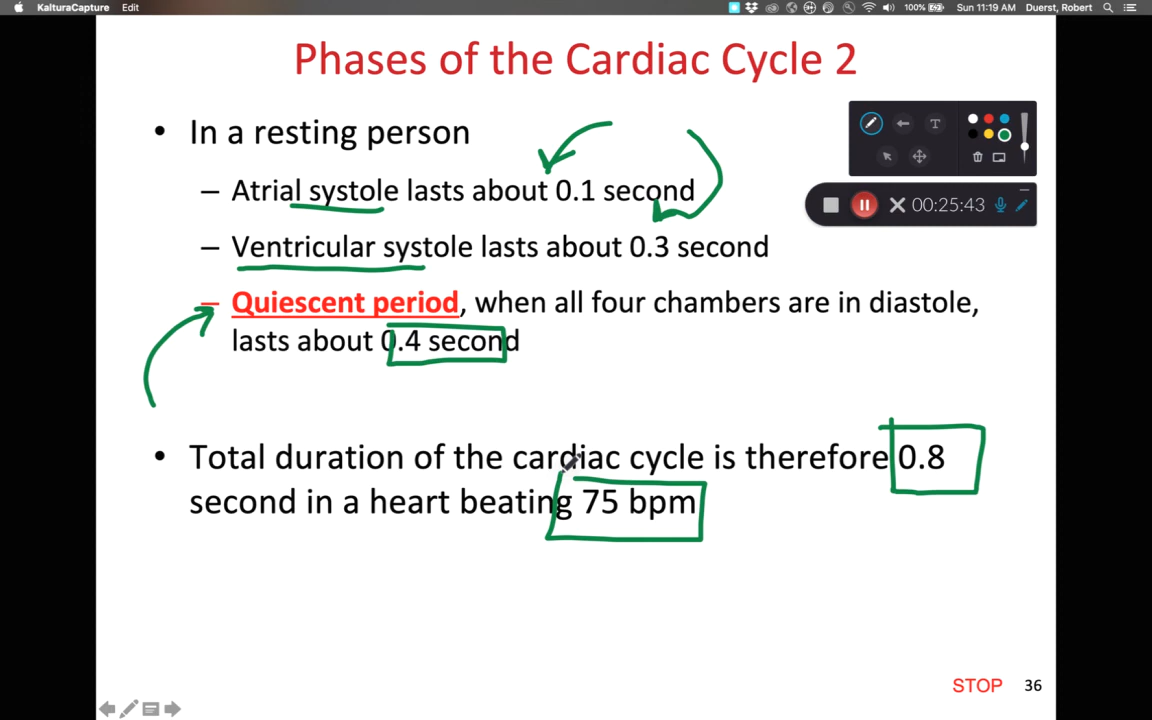 KalturaCapture Edit 100% Sun 11:19 AM Duerst, Robert
Phases of the Cardiac Cycle 2
• In a resting person
– Atrial systole lasts about 0.1 second
– Ventricular systole lasts about 0.3 second
– Quiescent period, when all four chambers are in diastole,
lasts about 0.4 second
• Total duration of the cardiac cycle is therefore 0.8
second in a heart beating 75 bpm
T
00:25:43
STOP 36